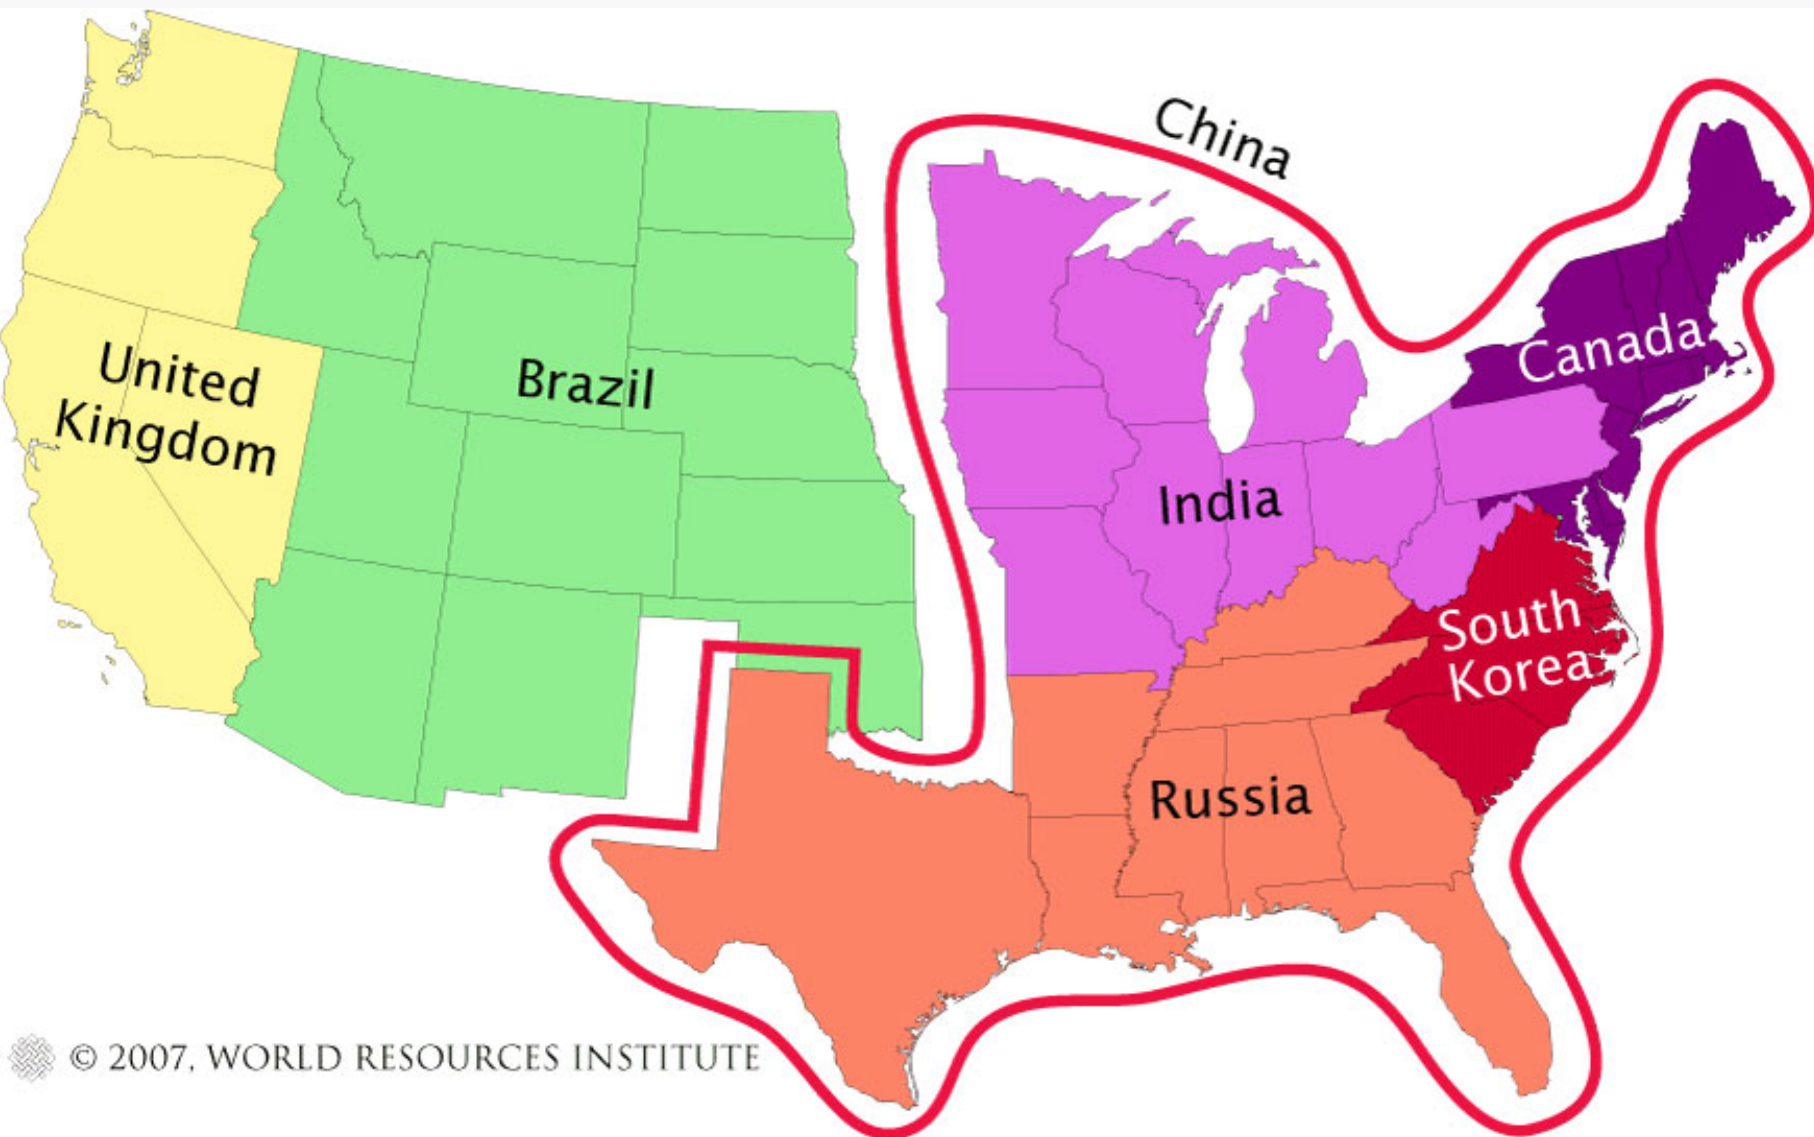 China
Canada
United
Kingdom
Brazil
India
South
Korea
Russia
© 2007, WORLD RESOURCES INSTITUTE